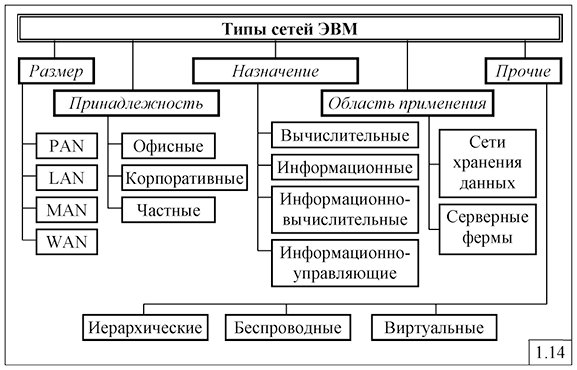 Типы сетей ЭВМ
Размер
Назначение
Прочие
Принадлежность
Область применения
PAN
LAN
MAN
WAN
Офисные
Корпоративные
Частные
Вычислительные
Информационные
Информационно-
вычислительные
Информационно-
управляющие
Сети
хранения
данных
Серверные
фермы
Иерархические
Беспроводные
Виртуальные
1.14